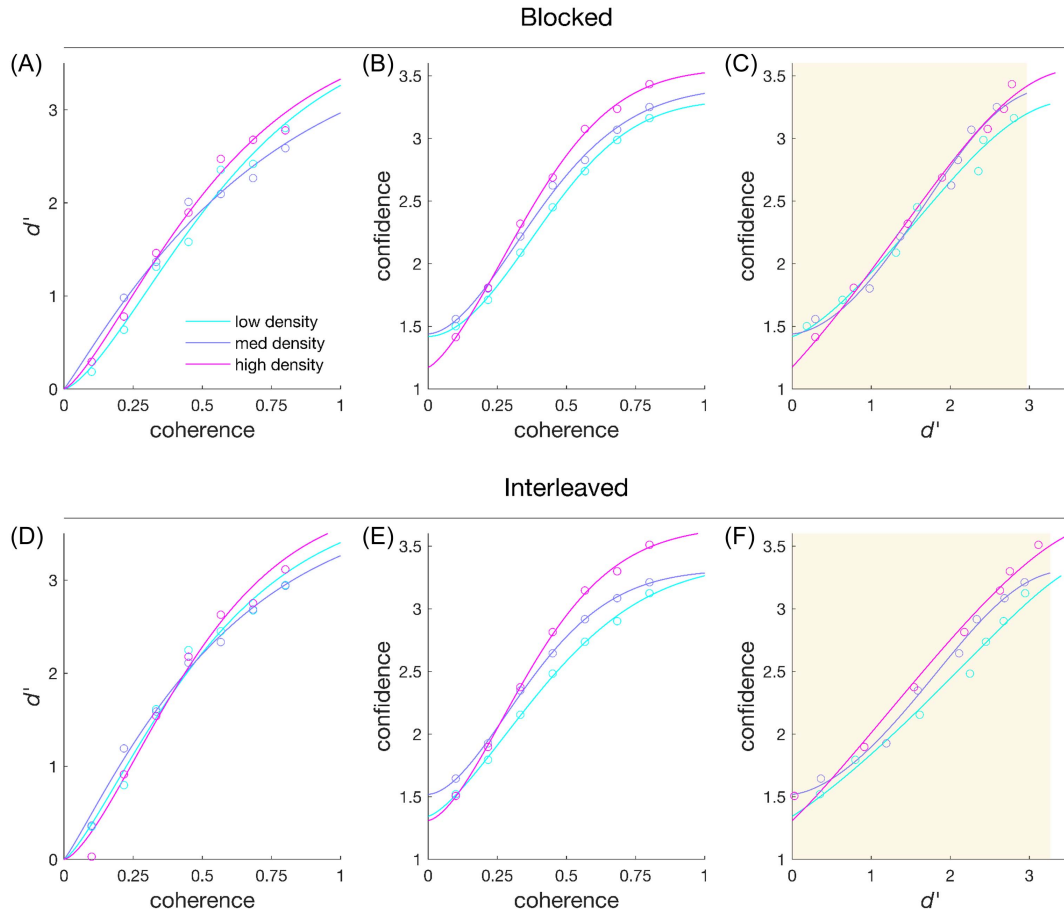 Blocked
(A)
3
2
1
0
d'
low density
med density
high density
0
0.25
0.5
0.75
1
coherence
(B)
3.5
3
2.5
2
1.5
1
confidence
0
0.25
0.5
0.75
1
coherence
(C)
3.5
3
2.5
2
1.5
1
confidence
0
1
2
3
d'
Interleaved
(D)
3
2
1
0
d'
0
0.25
0.5
0.75
1
coherence
(E)
3.5
3
2.5
2
1.5
1
confidence
0
0.25
0.5
0.75
1
coherence
(F)
3.5
3
2.5
2
1.5
1
confidence
0
1
2
3
d'